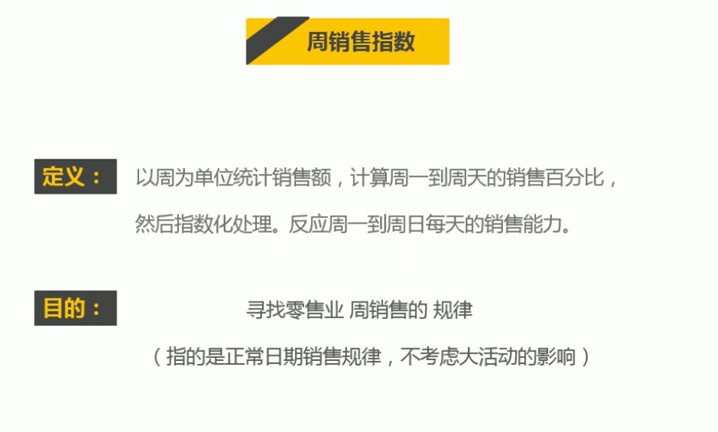 周销售指数
定义： 以周为单位统计销售额，计算周一到周天的销售百分比，
然后指数化处理。反应周一到周日每天的销售能力。
目的： 寻找零售业 周销售的 规律
（指的是正常日期销售规律，不考虑大活动的影响）